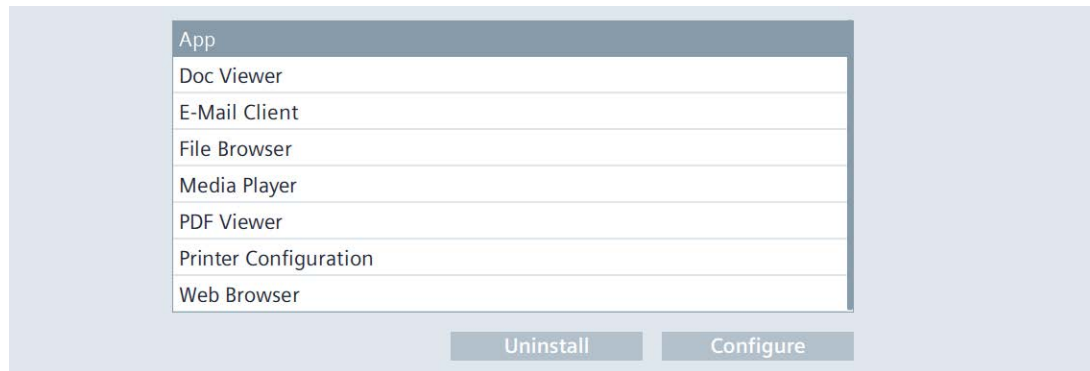 App
Doc Viewer
E-Mail Client
File Browser
Media Player
PDF Viewer
Printer Configuration
Web Browser
Uninstall Configure